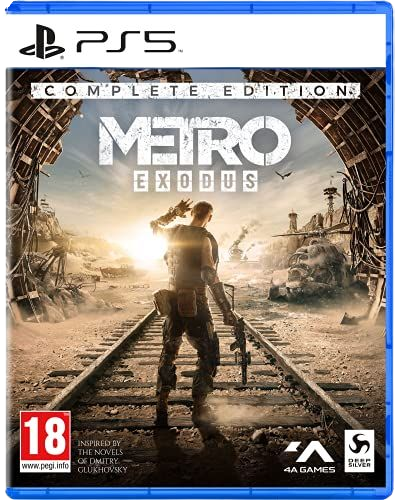 PS5
COMPLETE EDITION
METRO
EXODUS
18
www.pegi.info
INSPIRED BY
THE NOVELS
OF DMITRY
GLUKHOVSKY
4A GAMES
DEEP
SILVER